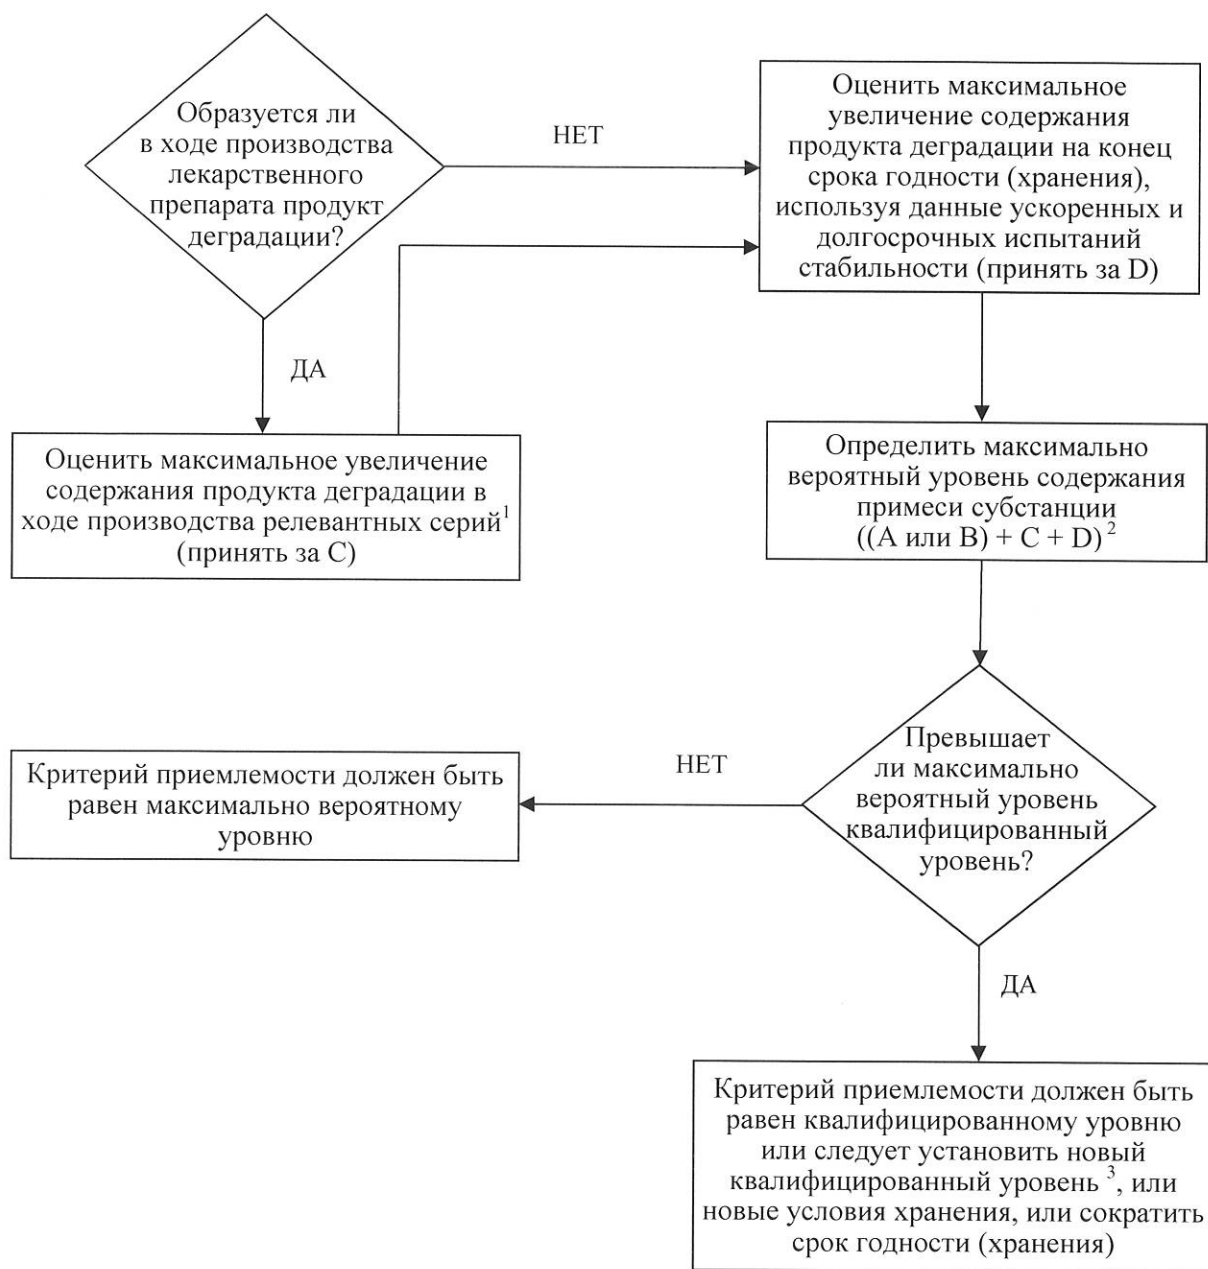 Образуется ли
в ходе производства
лекарственного
препарата продукт
деградации?
НЕТ
Оценить максимальное
увеличение содержания
продукта деградации на конец
срока годности (хранения),
используя данные ускоренных и
долгосрочных испытаний
стабильности (принять за D)
ДА
Оценить максимальное увеличение
содержания продукта деградации в
ходе производства релевантных серий¹
(принять за С)
Определить максимально
вероятный уровень содержания
примеси субстанции
((А или В) + С + D) ²
Превышает
ли максимально
вероятный уровень
квалифицированный
уровень?
НЕТ
Критерий приемлемости должен быть
равен максимально вероятному
уровню
ДА
Критерий приемлемости должен быть
равен квалифицированному уровню
или следует установить новый
квалифицированный уровень ³, или
новые условия хранения, или сократить
срок годности (хранения)